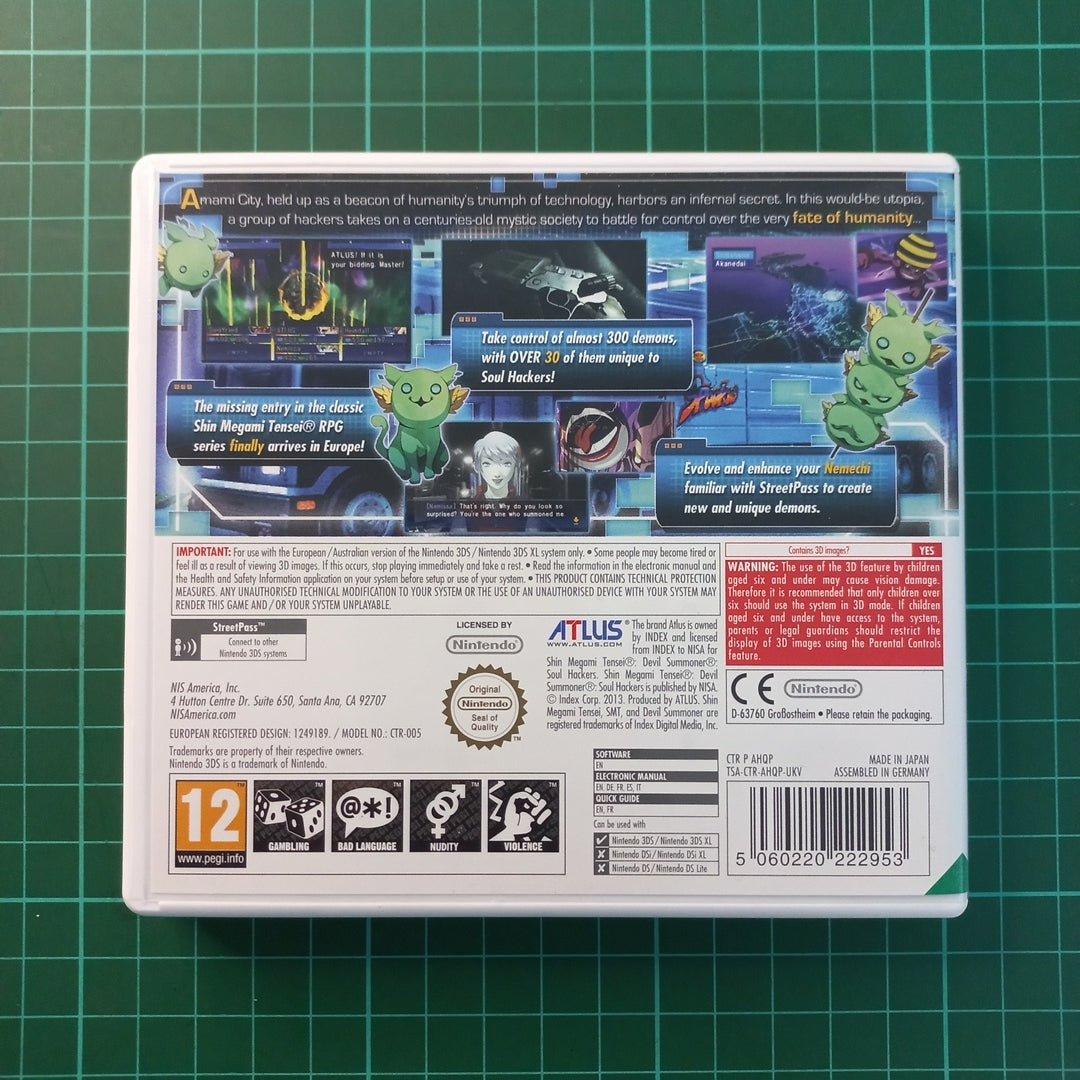 Amami City, held up as a beacon of humanity's triumph of technology, harbors an infernal secret. In this would-be utopia,
a group of hackers takes on a centuries-old mystic society to battle for control over the very fate of humanity...
ATLUS! If it is
your bidding, Master!
Akanedai
Take control of almost 300 demons,
with OVER 30 of them unique to
Soul Hackers!
The missing entry in the classic
Shin Megami Tensei® RPG
series finally arrives in Europe!
[Nemissa] That's right. Why do you look so
surprised? You're the one who summoned me
Evolve and enhance your Nemechi
familiar with StreetPass to create
new and unique demons.
IMPORTANT: For use with the European/Australian version of the Nintendo 3DS/Nintendo 3DS XL system only. • Some people may become tired or
feel ill as a result of viewing 3D images. If this occurs, stop playing immediately and take a rest. • Read the information in the electronic manual and
the Health and Safety Information application on your system before setup or use of your system. • THIS PRODUCT CONTAINS TECHNICAL PROTECTION
MEASURES. ANY UNAUTHORISED TECHNICAL MODIFICATION TO YOUR SYSTEM OR THE USE OF AN UNAUTHORISED DEVICE WITH YOUR SYSTEM MAY
RENDER THIS GAME AND/OR YOUR SYSTEM UNPLAYABLE.
Contains 3D images? YES
WARNING: The use of the 3D feature by children
aged six and under may cause vision damage.
Therefore it is recommended that only children over
six should use the system in 3D mode. If children
aged six and under have access to the system,
parents or legal guardians should restrict the
display of 3D images using the Parental Controls
feature.
StreetPass™
Connect to other
Nintendo 3DS systems
LICENSED BY
Nintendo
Original
Nintendo
Seal of
Quality
TM
ATLUS®
WWW.ATLUS.COM
The brand Atlus is owned
by INDEX and licensed
from INDEX to NISA for
Shin Megami Tensei®: Devil Summoner®:
Soul Hackers. Shin Megami Tensei®: Devil
Summoner®: Soul Hackers is published by NISA.
© Index Corp. 2013. Produced by ATLUS. Shin
Megami Tensei, SMT, and Devil Summoner are
registered trademarks of Index Digital Media, Inc.
CE Nintendo
D-63760 Großostheim • Please retain the packaging.
NIS America, Inc.
4 Hutton Centre Dr. Suite 650, Santa Ana, CA 92707
NISAmerica.com
EUROPEAN REGISTERED DESIGN: 1249189. / MODEL NO.: CTR-005
Trademarks are property of their respective owners.
Nintendo 3DS is a trademark of Nintendo.
12
www.pegi.info
GAMBLING
@*!
BAD LANGUAGE
NUDITY
VIOLENCE
SOFTWARE
EN
ELECTRONIC MANUAL
EN, DE, FR, ES, IT
QUICK GUIDE
EN, FR
Can be used with
Nintendo 3DS/Nintendo 3DS XL
Nintendo DSi/Nintendo DSi XL
Nintendo DS/Nintendo DS Lite
CTR P AHQP
TSA-CTR-AHQP-UKV
MADE IN JAPAN
ASSEMBLED IN GERMANY
5 060220 222953